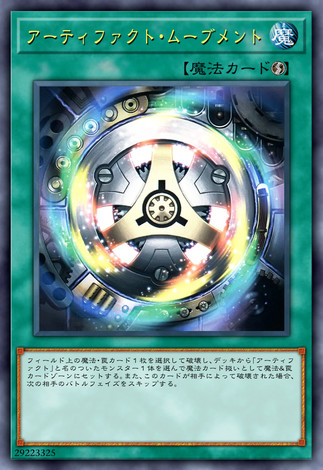 アーティファクト・ムーブメント 魔
【魔法カード】
フィールド上の魔法・罠カード1枚を選択して破壊し、デッキから「アーティフ
ァクト」と名のついたモンスター1体を選んで魔法カード扱いとして魔法&罠
カードゾーンにセットする。また、このカードが相手によって破壊された場合、
次の相手のバトルフェイズをスキップする。
29223325